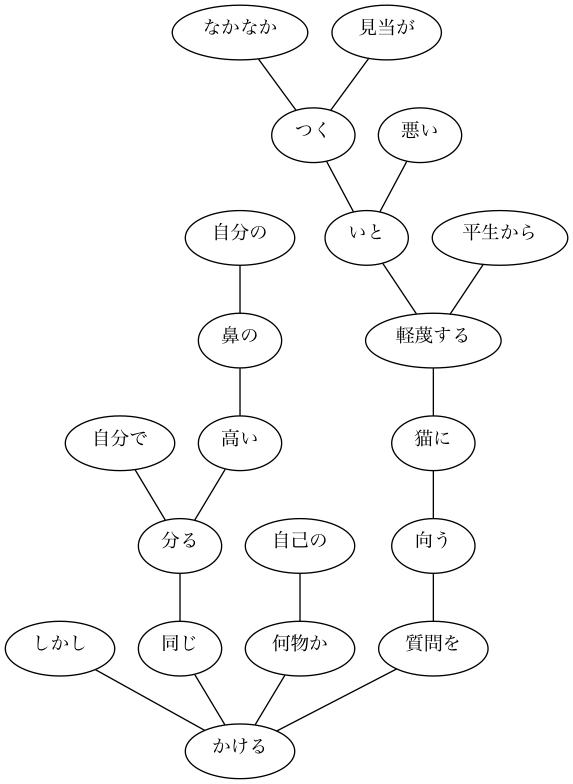 なかなか
見当が
つく
悪い
自分の
いと
平生から
鼻の
軽蔑する
自分で
高い
猫に
分る
自己の
向う
しかし
同じ
何物か
質問を
かける